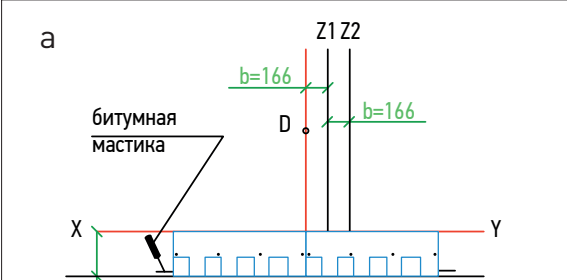 а
Z1 Z2
b=166
D
b=166
битумная
мастика
X
Y